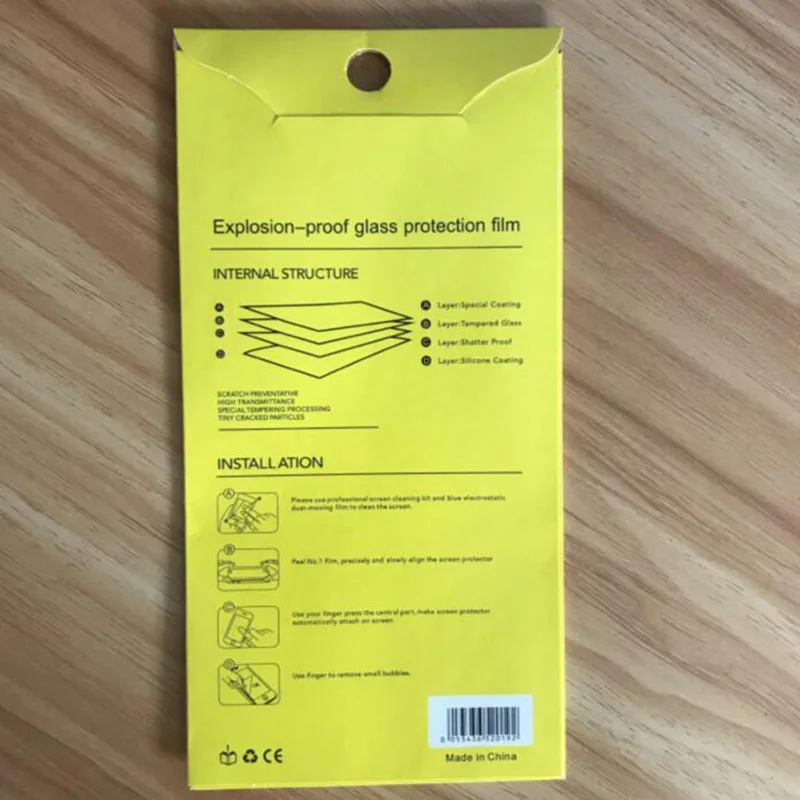 Explosion-proof glass protection film
INTERNAL STRUCTURE
A
B
C
D
A Layer:Special Coating
B Layer:Tempered Glass
C Layer:Shatter Proof
D Layer:Silicone Coating
SCRATCH PREVENTATIVE
HIGH TRANSMITTANCE
SPECIAL TEMPERING PROCESSING
TINY CRACKED PARTICLES
INSTALLATION
A
Please use professional screen cleaning kit and blue electrostatic
dust-moving film to clean the screen.
B
Peel No.1 film, precisely and slowly align the screen protector
C
Use your finger press the central part, make screen protector
automatically attach on screen.
D
Use finger to remove small bubbles.
0 053436 520192
CE
Made in China